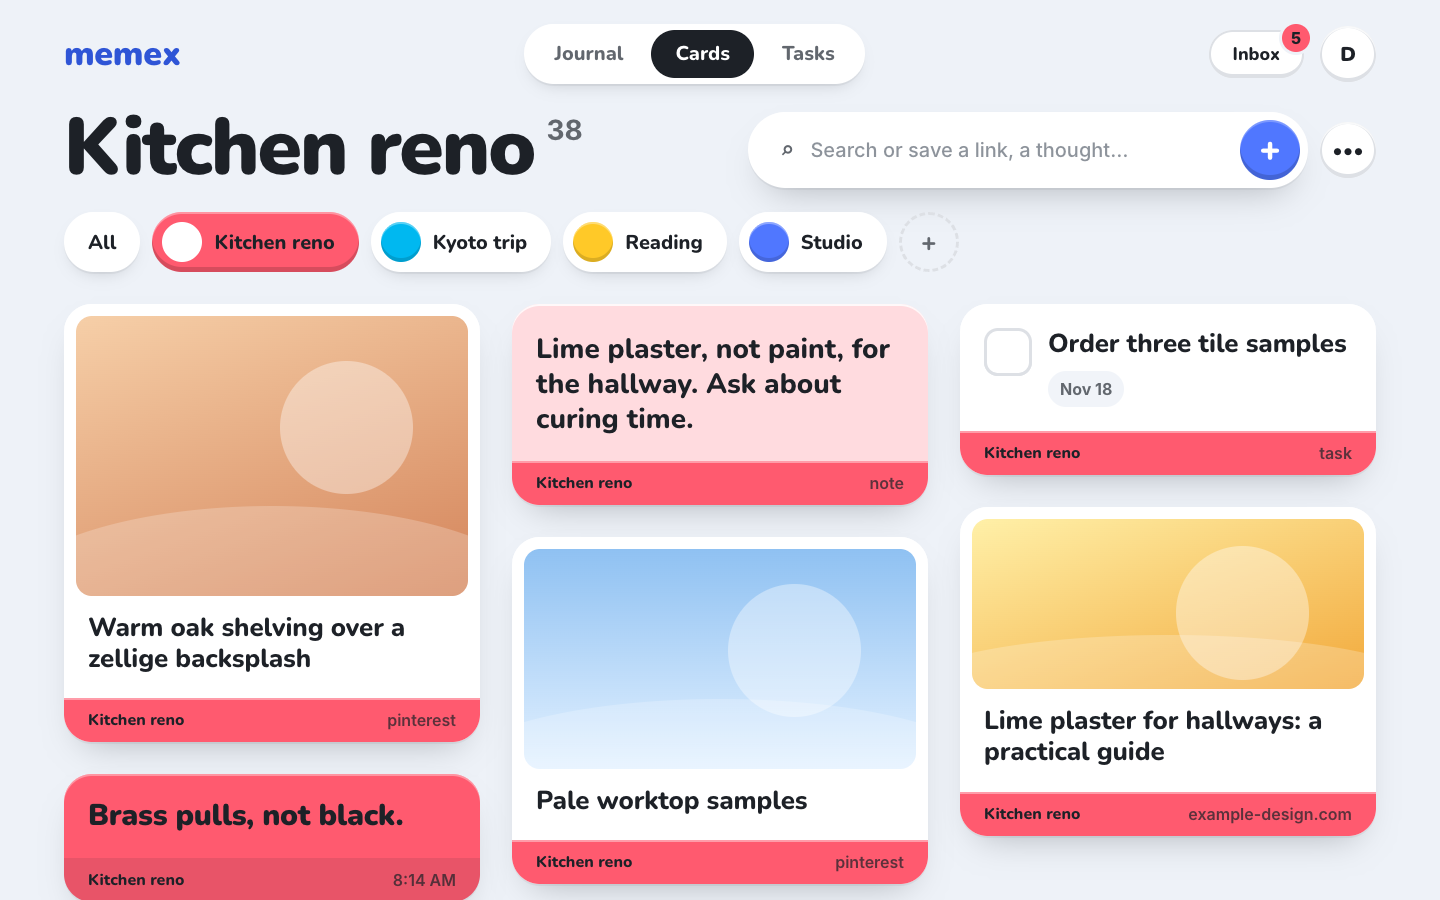 memex
Journal
Cards
Tasks
Inbox
5
D
Kitchen reno
38
Search or save a link, a thought...
+
•••
All
Kitchen reno
Kyoto trip
Reading
Studio
+
Warm oak shelving over a
zellige backsplash
Kitchen reno
pinterest
Brass pulls, not black.
Kitchen reno
8:14 AM
Lime plaster, not paint, for
the hallway. Ask about
curing time.
Kitchen reno
note
Pale worktop samples
Kitchen reno
pinterest
Order three tile samples
Nov 18
Kitchen reno
task
Lime plaster for hallways: a
practical guide
Kitchen reno
example-design.com